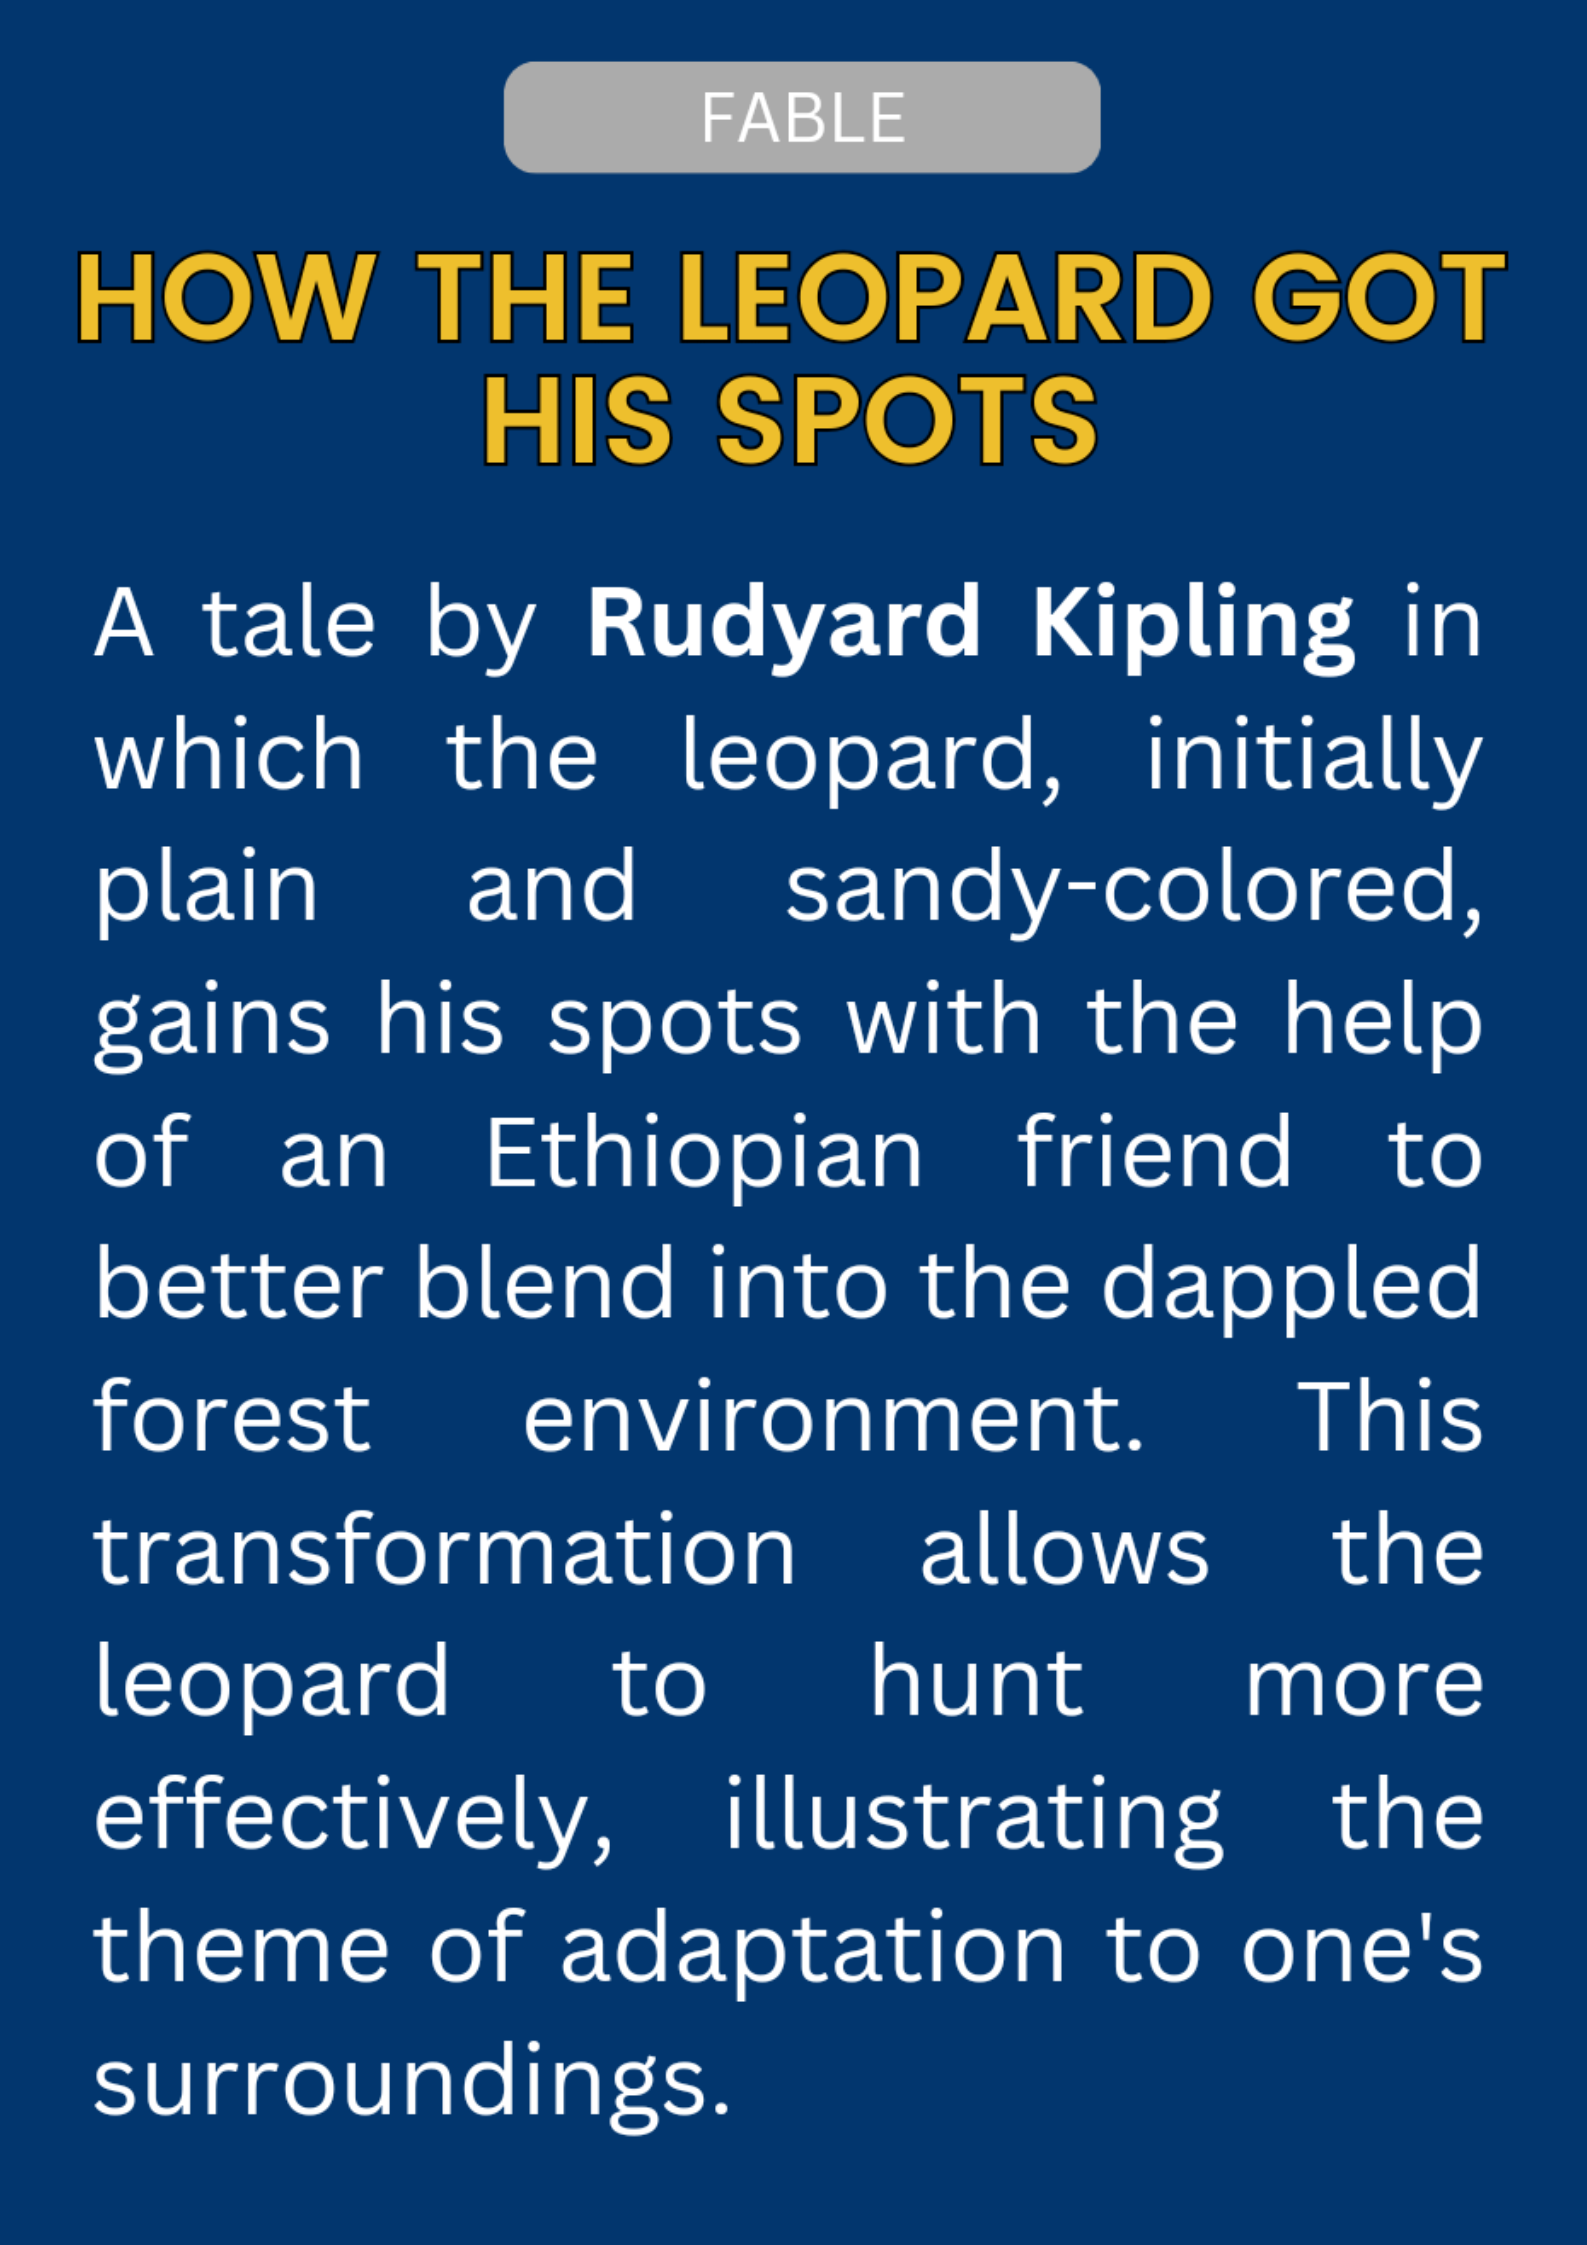 FABLE
HOW THE LEOPARD GOT
HIS SPOTS
A tale by Rudyard Kipling in
which the leopard, initially
plain and sandy-colored,
gains his spots with the help
of an Ethiopian friend to
better blend into the dappled
forest environment. This
transformation allows the
leopard to hunt more
effectively, illustrating the
theme of adaptation to one's
surroundings.